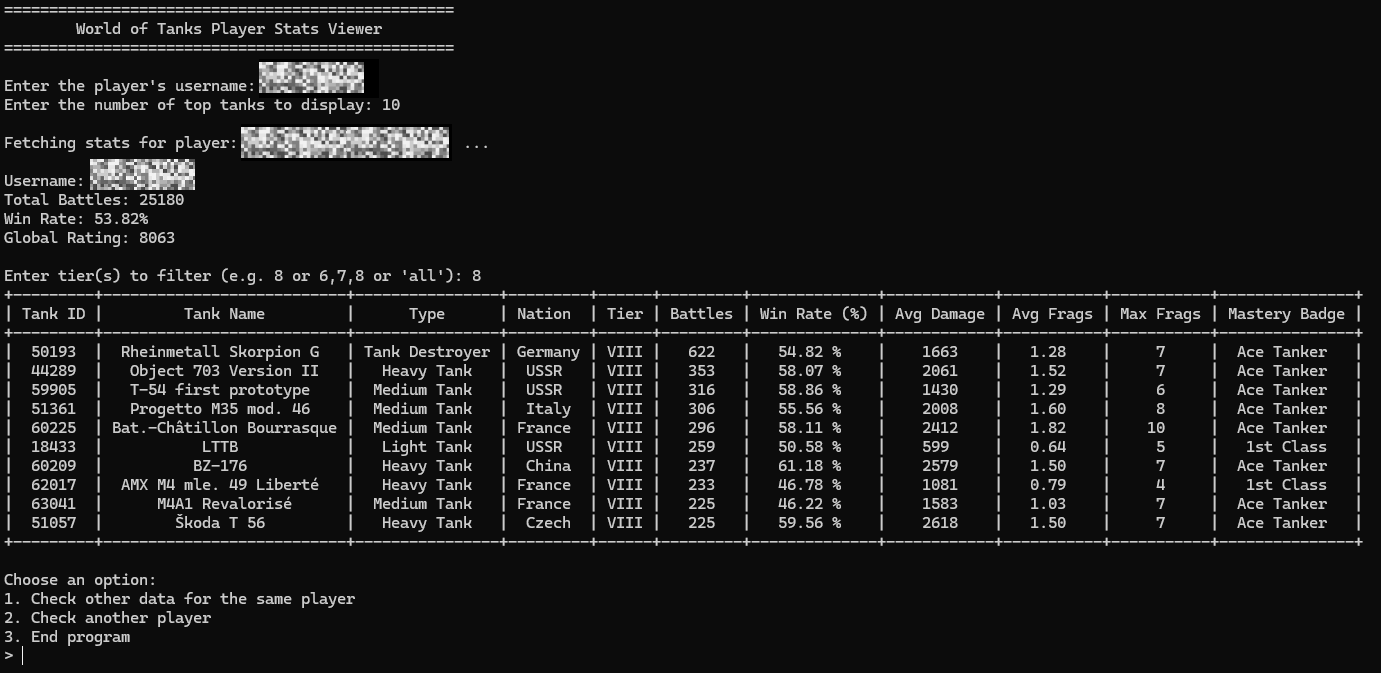 ==================================================
World of Tanks Player Stats Viewer
==================================================
Enter the player's username:
Enter the number of top tanks to display: 10
Fetching stats for player: ...
Username:
Total Battles: 25180
Win Rate: 53.82%
Global Rating: 8063
Enter tier(s) to filter (e.g. 8 or 6,7,8 or 'all'): 8
| Tank ID | Tank Name | Type | Nation | Tier | Battles | Win Rate (%) | Avg Damage | Avg Frags | Max Frags | Mastery Badge |
| 50193 | Rheinmetall Skorpion G | Tank Destroyer | Germany | VIII | 622 | 54.82 % | 1663 | 1.28 | 7 | Ace Tanker |
| 44289 | Object 703 Version II | Heavy Tank | USSR | VIII | 353 | 58.07 % | 2061 | 1.52 | 7 | Ace Tanker |
| 59905 | T-54 first prototype | Medium Tank | USSR | VIII | 316 | 58.86 % | 1430 | 1.29 | 6 | Ace Tanker |
| 51361 | Progetto M35 mod. 46 | Medium Tank | Italy | VIII | 306 | 55.56 % | 2008 | 1.60 | 8 | Ace Tanker |
| 60225 | Bat.-Châtillon Bourrasque | Medium Tank | France | VIII | 296 | 58.11 % | 2412 | 1.82 | 10 | Ace Tanker |
| 18433 | LTTB | Light Tank | USSR | VIII | 259 | 50.58 % | 599 | 0.64 | 5 | 1st Class |
| 60209 | BZ-176 | Heavy Tank | China | VIII | 237 | 61.18 % | 2579 | 1.50 | 7 | Ace Tanker |
| 62017 | AMX M4 mle. 49 Liberté | Heavy Tank | France | VIII | 233 | 46.78 % | 1081 | 0.79 | 4 | 1st Class |
| 63041 | M4A1 Revalorisé | Medium Tank | France | VIII | 225 | 46.22 % | 1583 | 1.03 | 7 | Ace Tanker |
| 51057 | Škoda T 56 | Heavy Tank | Czech | VIII | 225 | 59.56 % | 2618 | 1.50 | 7 | Ace Tanker |
Choose an option:
1. Check other data for the same player
2. Check another player
3. End program
>